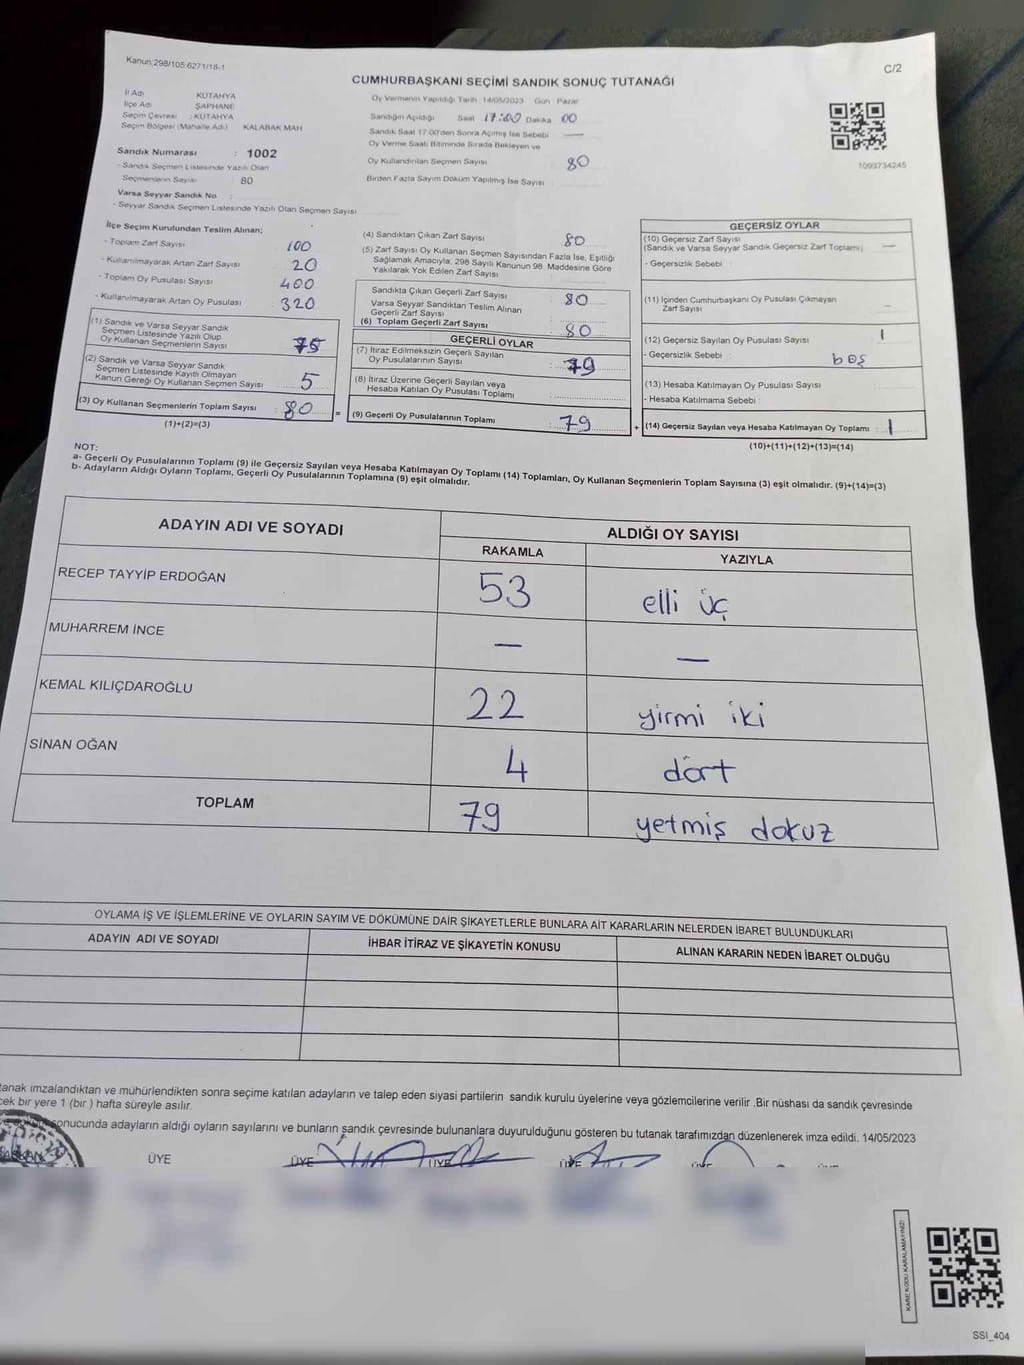 Kanun:298/105.6271/18-1
C/2
CUMHURBAŞKANI SEÇİMİ SANDIK SONUÇ TUTANAĞI
İl Adı KUTAHYA
İlçe Adı ŞAPHANE
Seçim Çevresi : KUTAHYA
Seçim Bölgesi (Mahalle Adı) KALABAK MAH
Sandık Numarası : 1002
- Sandık Seçmen Listesinde Yazılı Olan
Seçmenlerin Sayısı : 80
Varsa Seyyar Sandık No :
- Seyyar Sandık Seçmen Listesinde Yazılı Olan Seçmen Sayısı
Oy Vermenin Yapıldığı Tarih 14/05/2023 Gün Pazar
Sandığın Açıldığı Saat 17:00 Dakika 00
Sandık Saat 17:00'den Sonra Açılmış İse Sebebi —
Oy Verme Saati Bitiminde Sırada Bekleyen ve
Oy Kullandırılan Seçmen Sayısı 80
Birden Fazla Sayım Döküm Yapılmış İse Sayısı
1093734245
İlçe Seçim Kurulundan Teslim Alınan;
- Toplam Zarf Sayısı 100
- Kullanılmayarak Artan Zarf Sayısı 20
- Toplam Oy Pusulası Sayısı 400
- Kullanılmayarak Artan Oy Pusulası 320
(1) Sandık ve Varsa Seyyar Sandık
Seçmen Listesinde Yazılı Olup
Oy Kullanan Seçmenlerin Sayısı 75
(2) Sandık ve Varsa Seyyar Sandık
Seçmen Listesinde Kayıtlı Olmayan
Kanun Gereği Oy Kullanan Seçmen Sayısı 5
(3) Oy Kullanan Seçmenlerin Toplam Sayısı : 80 =
(1)+(2)=(3)
(4) Sandıktan Çıkan Zarf Sayısı 80
(5) Zarf Sayısı Oy Kullanan Seçmen Sayısından Fazla İse, Eşitliği
Sağlamak Amacıyla, 298 Sayılı Kanunun 98. Maddesine Göre
Yakılarak Yok Edilen Zarf Sayısı
Sandıkta Çıkan Geçerli Zarf Sayısı 80
Varsa Seyyar Sandıktan Teslim Alınan
Geçerli Zarf Sayısı
(6) Toplam Geçerli Zarf Sayısı 80
GEÇERLİ OYLAR
(7) İtiraz Edilmeksizin Geçerli Sayılan
Oy Pusulalarının Sayısı : 79
(8) İtiraz Üzerine Geçerli Sayılan veya
Hesaba Katılan Oy Pusulası Toplamı
(9) Geçerli Oy Pusulalarının Toplamı : 79 +
GEÇERSİZ OYLAR
(10) Geçersiz Zarf Sayısı
(Sandık ve Varsa Seyyar Sandık Geçersiz Zarf Toplamı) —
- Geçersizlik Sebebi :
(11) İçinden Cumhurbaşkanı Oy Pusulası Çıkmayan
Zarf Sayısı
(12) Geçersiz Sayılan Oy Pusulası Sayısı 1
- Geçersizlik Sebebi : boş
(13) Hesaba Katılmayan Oy Pusulası Sayısı
- Hesaba Katılmama Sebebi :
(14) Geçersiz Sayılan veya Hesaba Katılmayan Oy Toplamı : 1
(10)+(11)+(12)+(13)=(14)
NOT:
a- Geçerli Oy Pusulalarının Toplamı (9) ile Geçersiz Sayılan veya Hesaba Katılmayan Oy Toplamı (14) Toplamları, Oy Kullanan Seçmenlerin Toplam Sayısına (3) eşit olmalıdır. (9)+(14)=(3)
b- Adayların Aldığı Oyların Toplamı, Geçerli Oy Pusulalarının Toplamına (9) eşit olmalıdır.
ADAYIN ADI VE SOYADI ALDIĞI OY SAYISI
RAKAMLA YAZIYLA
RECEP TAYYİP ERDOĞAN 53 elli üç
MUHARREM İNCE — —
KEMAL KILIÇDAROĞLU 22 yirmi iki
SİNAN OĞAN 4 dört
TOPLAM 79 yetmiş dokuz
OYLAMA İŞ VE İŞLEMLERİNE VE OYLARIN SAYIM VE DÖKÜMÜNE DAİR ŞİKAYETLERLE BUNLARA AİT KARARLARIN NELERDEN İBARET BULUNDUKLARI
ADAYIN ADI VE SOYADI İHBAR İTİRAZ VE ŞİKAYETİN KONUSU ALINAN KARARIN NEDEN İBARET OLDUĞU
tanak imzalandıktan ve mühürlendikten sonra seçime katılan adayların ve talep eden siyasi partilerin sandık kurulu üyelerine veya gözlemcilerine verilir .Bir nüshası da sandık çevresinde
cek bir yere 1 (bir ) hafta süreyle asılır.
sonucunda adayların aldığı oyların sayılarını ve bunların sandık çevresinde bulunanlara duyurulduğunu gösteren bu tutanak tarafımızdan düzenlenerek imza edildi. 14/05/2023
BAŞKAN ÜYE ÜYE ÜYE ÜYE ÜYE
KARE KODU KARALAMAYINIZ!
SSI_404